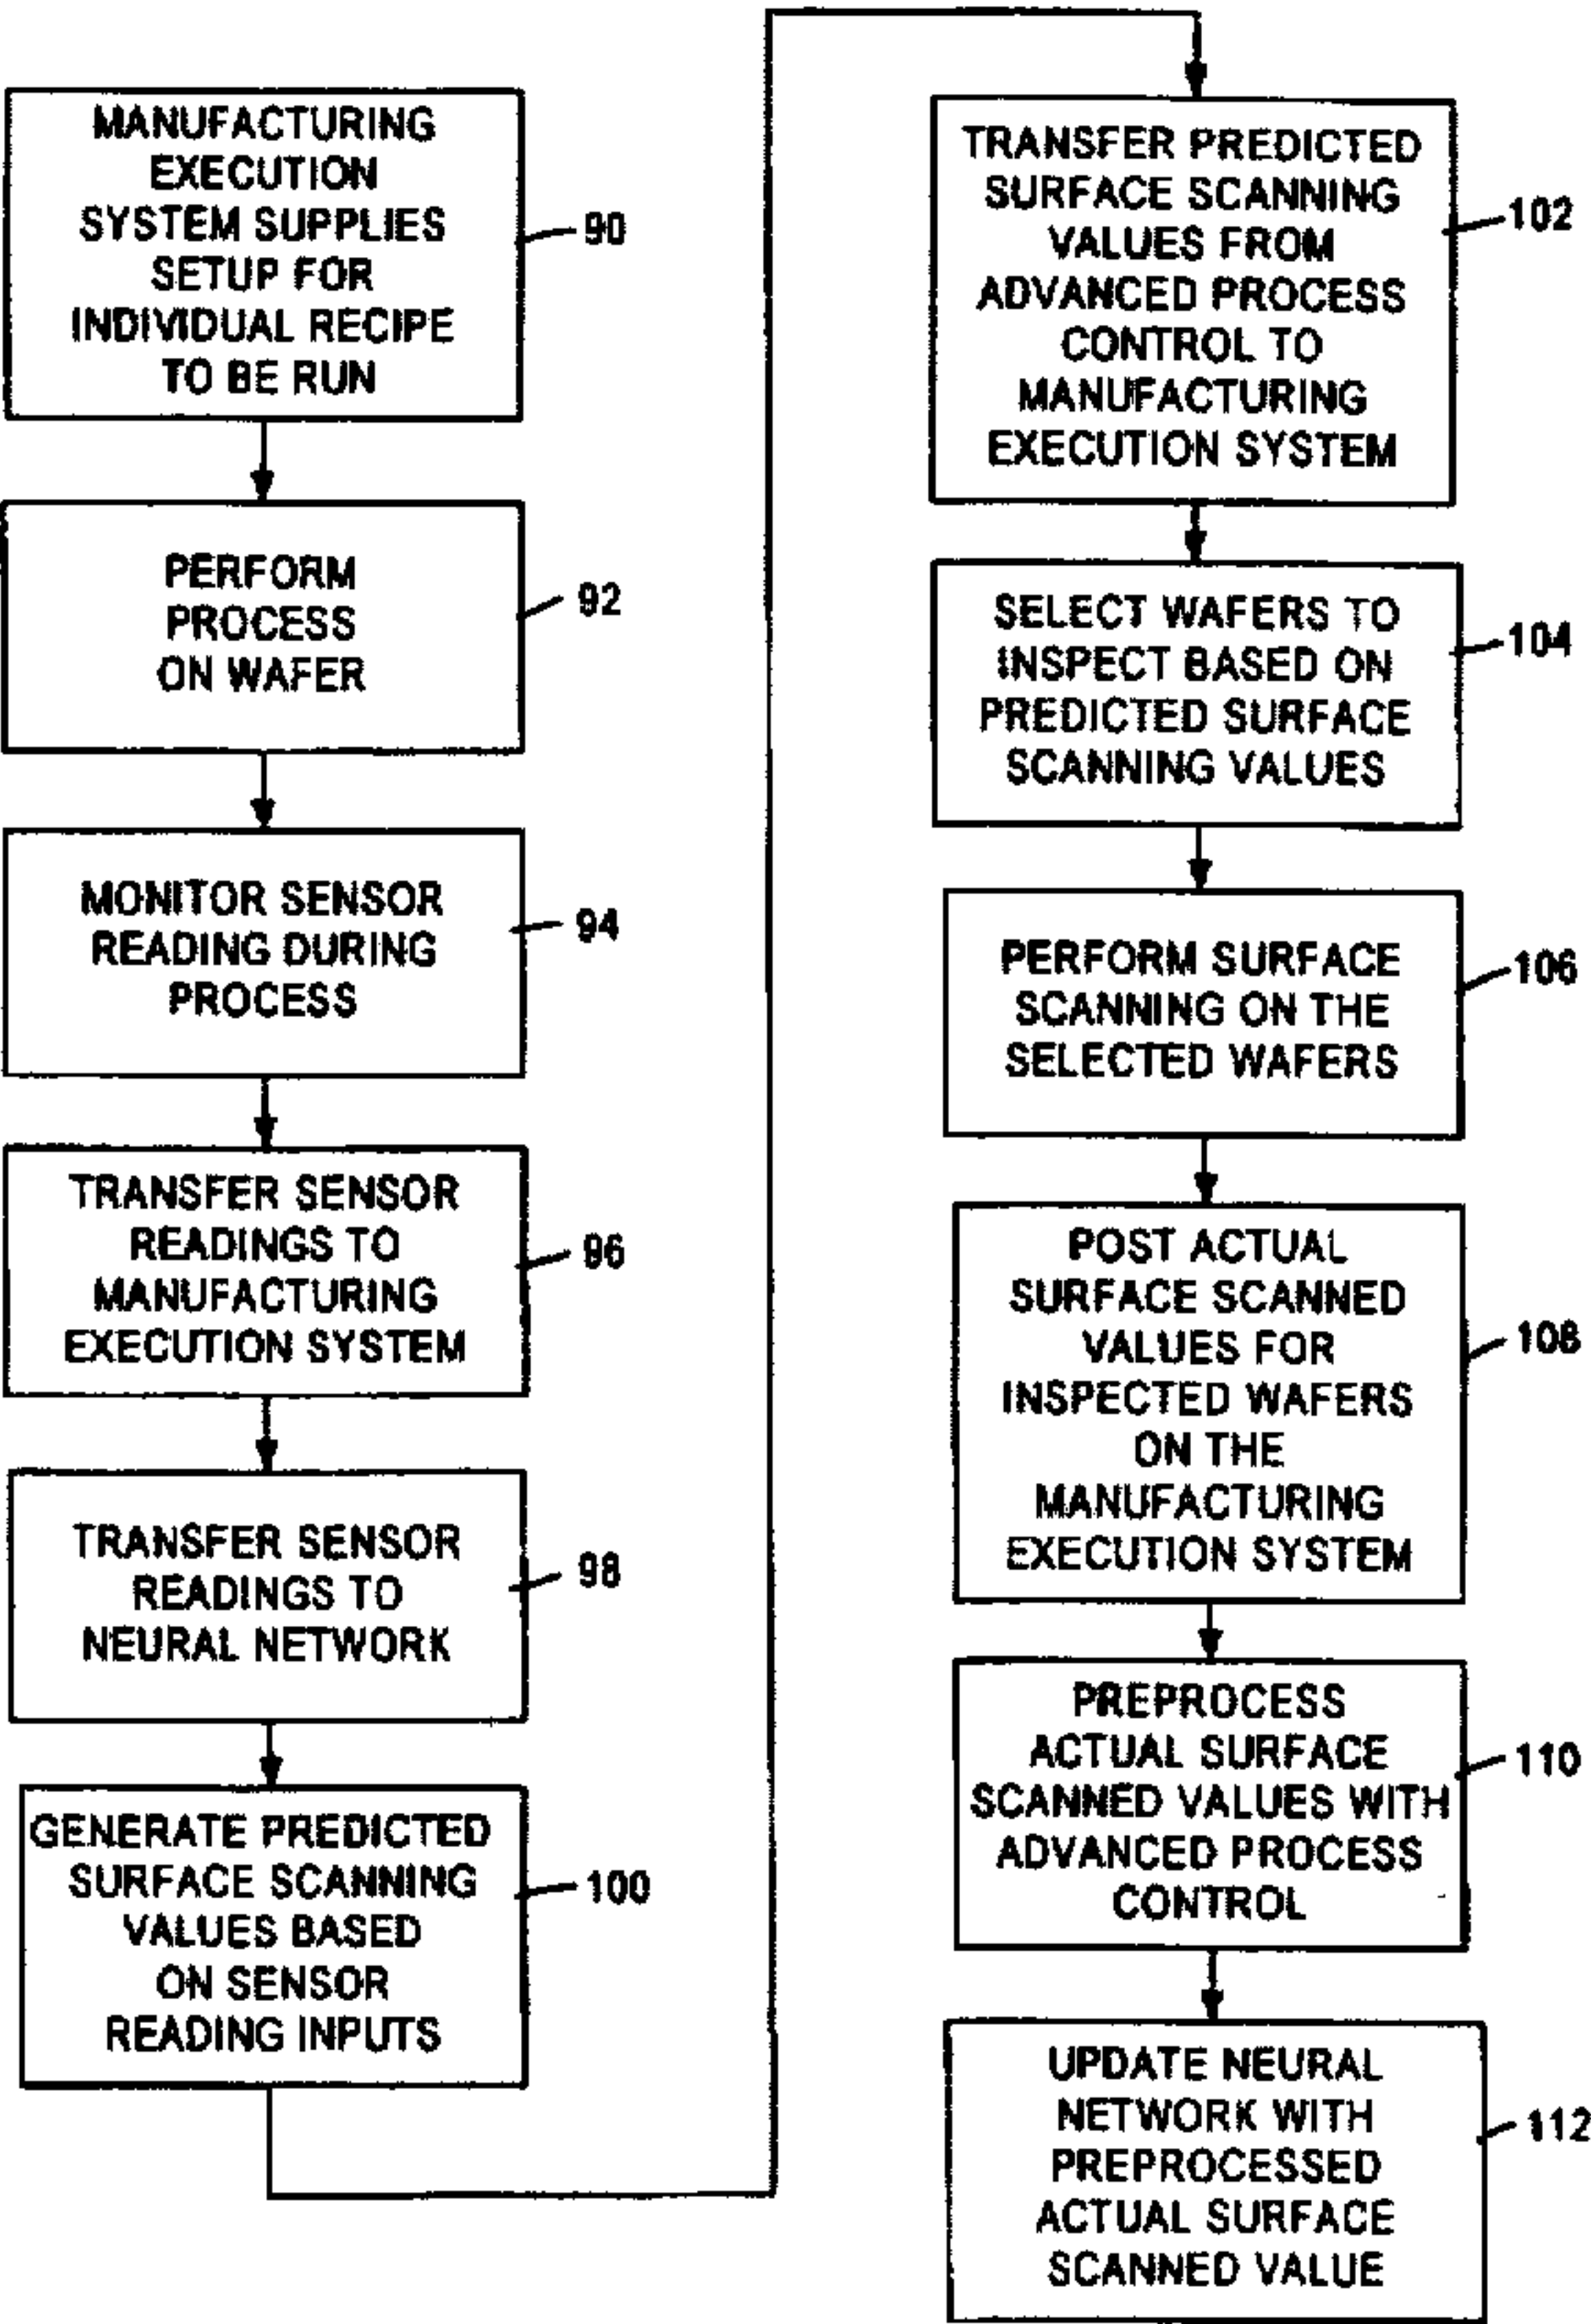 MANUFACTURING
EXECUTION
SYSTEM SUPPLIES
SETUP FOR
INDIVIDUAL RECIPE
TO BE RUN
90
PERFORM
PROCESS
ON WAFER
92
MONITOR SENSOR
READING DURING
PROCESS
94
TRANSFER SENSOR
READINGS TO
MANUFACTURING
EXECUTION SYSTEM
96
TRANSFER SENSOR
READINGS TO
NEURAL NETWORK
98
GENERATE PREDICTED
SURFACE SCANNING
VALUES BASED
ON SENSOR
READING INPUTS
100
TRANSFER PREDICTED
SURFACE SCANNING
VALUES FROM
ADVANCED PROCESS
CONTROL TO
MANUFACTURING
EXECUTION SYSTEM
102
SELECT WAFERS TO
INSPECT BASED ON
PREDICTED SURFACE
SCANNING VALUES
104
PERFORM SURFACE
SCANNING ON THE
SELECTED WAFERS
106
POST ACTUAL
SURFACE SCANNED
VALUES FOR
INSPECTED WAFERS
ON THE
MANUFACTURING
EXECUTION SYSTEM
108
PREPROCESS
ACTUAL SURFACE
SCANNED VALUES WITH
ADVANCED PROCESS
CONTROL
110
UPDATE NEURAL
NETWORK WITH
PREPROCESSED
ACTUAL SURFACE
SCANNED VALUE
112